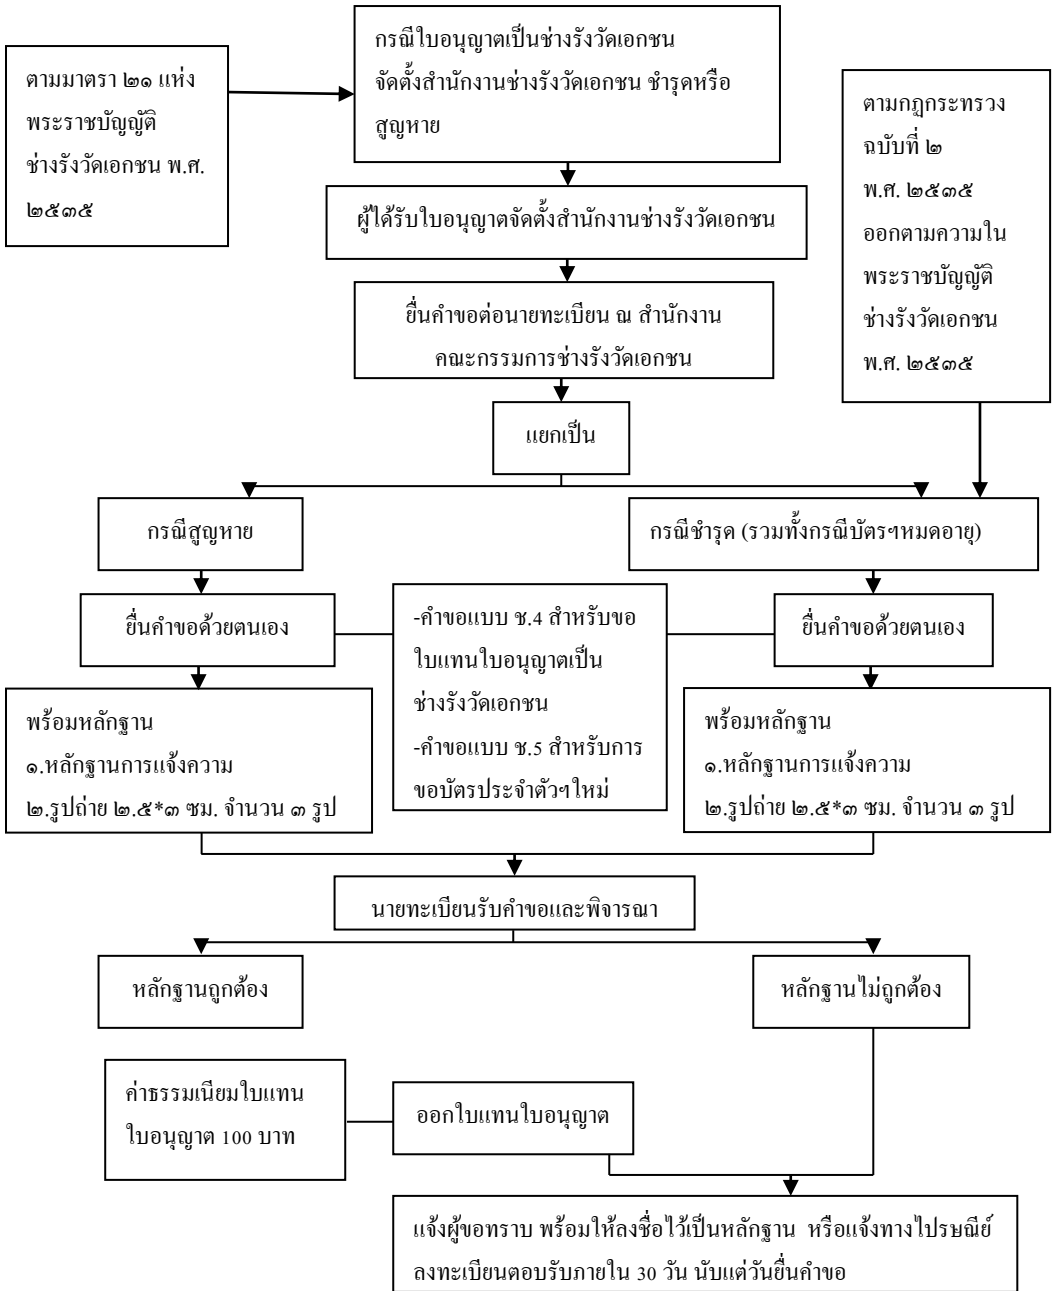 ตามมาตรา ๒๑ แห่ง
พระราชบัญญัติ
ช่างรังวัดเอกชน พ.ศ.
๒๕๓๕
กรณีใบอนุญาตเป็นช่างรังวัดเอกชน
จัดตั้งสำนักงานช่างรังวัดเอกชน ชำรุดหรือ
สูญหาย
ตามกฎกระทรวง
ฉบับที่ ๒
พ.ศ. ๒๕๓๕
ออกตามความใน
พระราชบัญญัติ
ช่างรังวัดเอกชน
พ.ศ. ๒๕๓๕
ผู้ได้รับใบอนุญาตจัดตั้งสำนักงานช่างรังวัดเอกชน
ยื่นคำขอต่อนายทะเบียน ณ สำนักงาน
คณะกรรมการช่างรังวัดเอกชน
แยกเป็น
กรณีสูญหาย
กรณีชำรุด (รวมทั้งกรณีบัตรฯหมดอายุ)
ยื่นคำขอด้วยตนเอง
-คำขอแบบ ช.4 สำหรับขอ
ใบแทนใบอนุญาตเป็น
ช่างรังวัดเอกชน
-คำขอแบบ ช.5 สำหรับการ
ขอบัตรประจำตัวฯใหม่
ยื่นคำขอด้วยตนเอง
พร้อมหลักฐาน
๑.หลักฐานการแจ้งความ
๒.รูปถ่าย ๒.๕*๓ ซม. จำนวน ๓ รูป
พร้อมหลักฐาน
๑.หลักฐานการแจ้งความ
๒.รูปถ่าย ๒.๕*๓ ซม. จำนวน ๓ รูป
นายทะเบียนรับคำขอและพิจารณา
หลักฐานถูกต้อง
หลักฐานไม่ถูกต้อง
ค่าธรรมเนียมใบแทน
ใบอนุญาต 100 บาท
ออกใบแทนใบอนุญาต
แจ้งผู้ขอทราบ พร้อมให้ลงชื่อไว้เป็นหลักฐาน หรือแจ้งทางไปรษณีย์
ลงทะเบียนตอบรับภายใน 30 วัน นับแต่วันยื่นคำขอ